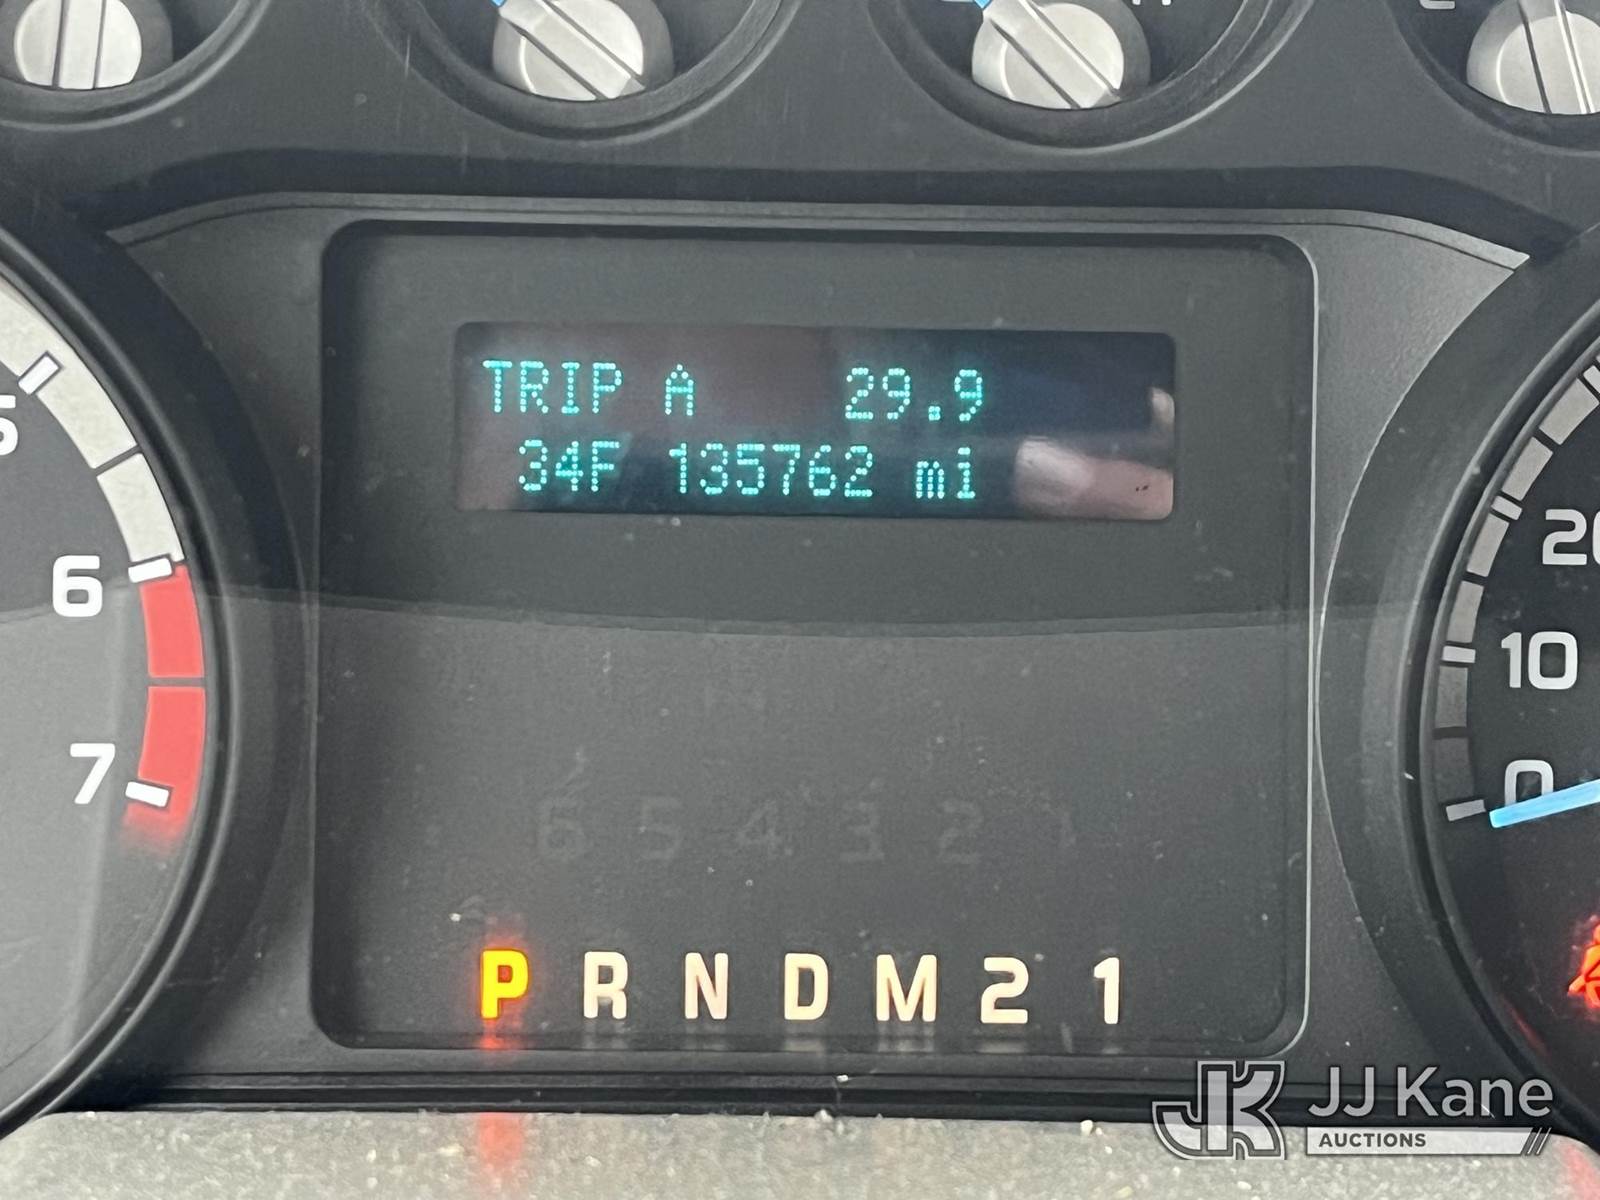 TRIP A 29.9
34F 135762 mi
5
6
7
20
10
0
6 5 4 3 2 1
P R N D M 2 1
JJ Kane
AUCTIONS